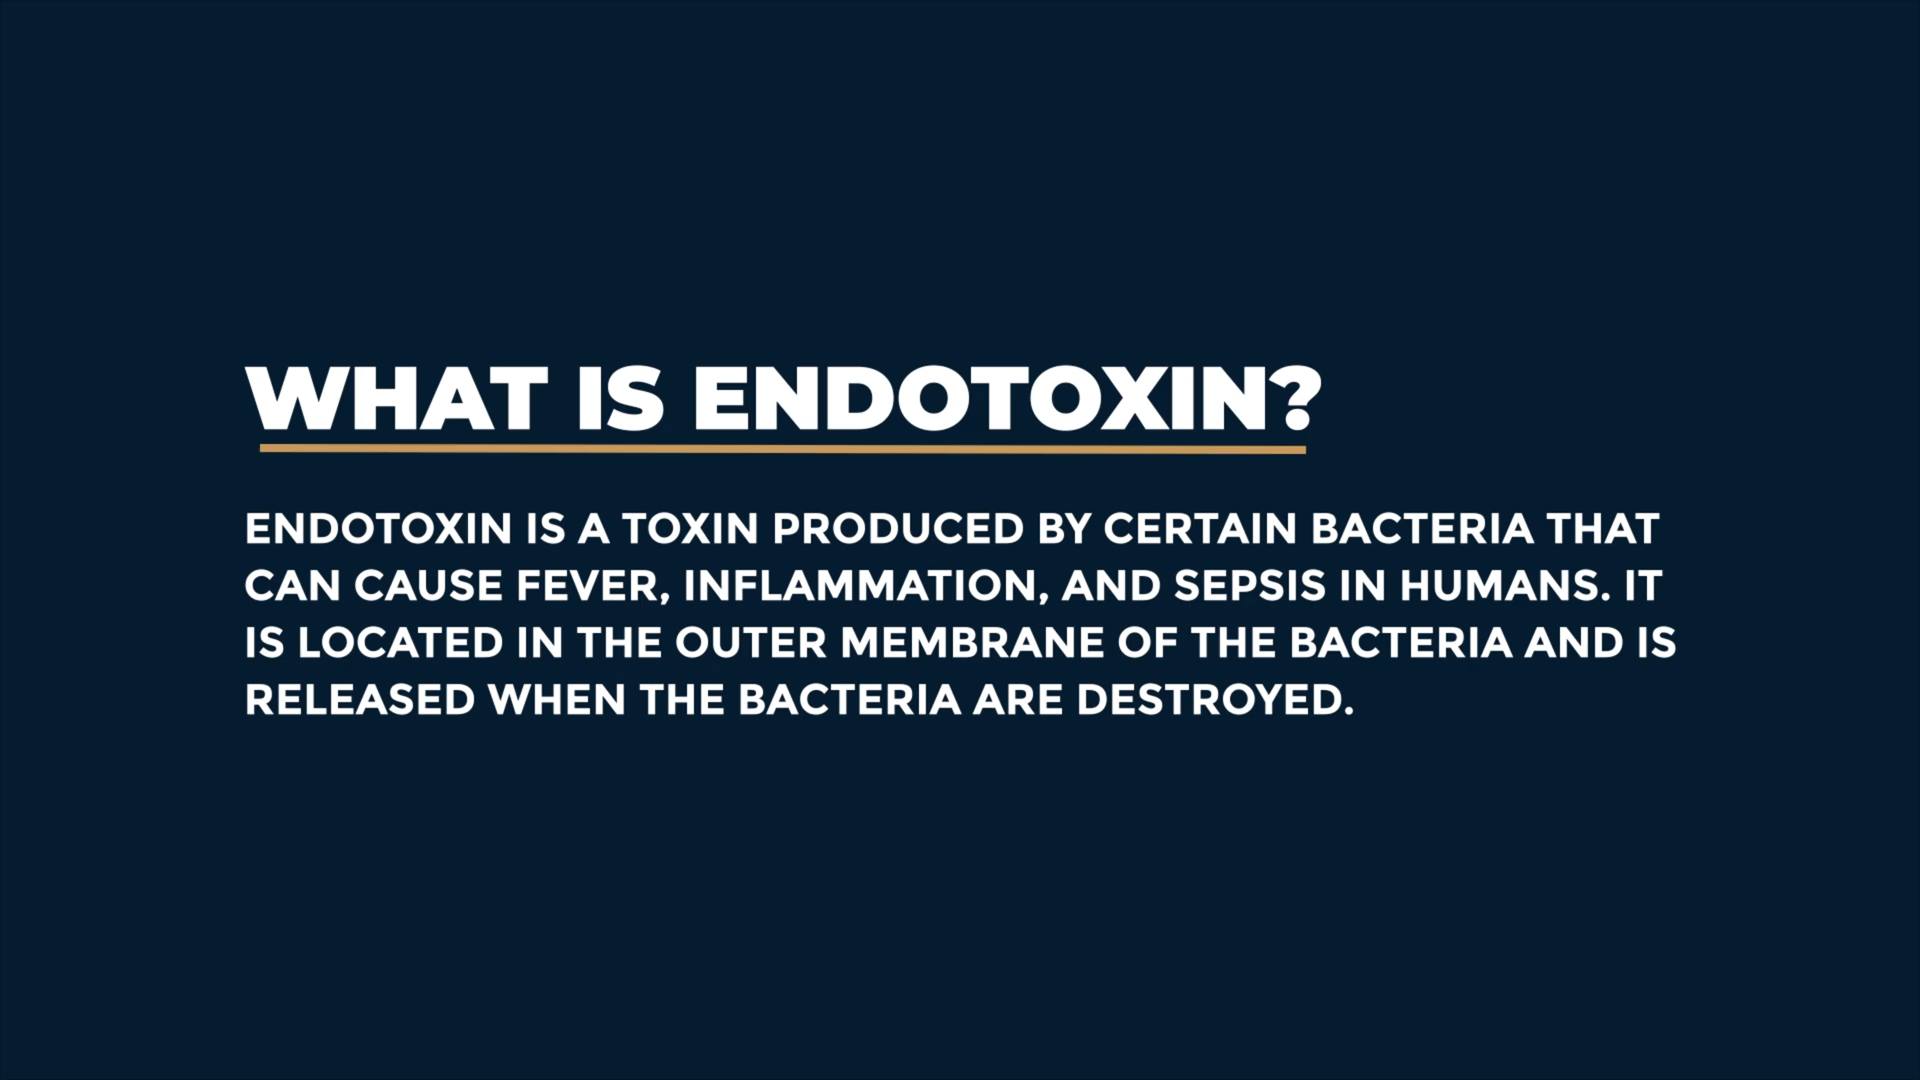 WHAT IS ENDOTOXIN?
ENDOTOXIN IS A TOXIN PRODUCED BY CERTAIN BACTERIA THAT
CAN CAUSE FEVER, INFLAMMATION, AND SEPSIS IN HUMANS. IT
IS LOCATED IN THE OUTER MEMBRANE OF THE BACTERIA AND IS
RELEASED WHEN THE BACTERIA ARE DESTROYED.